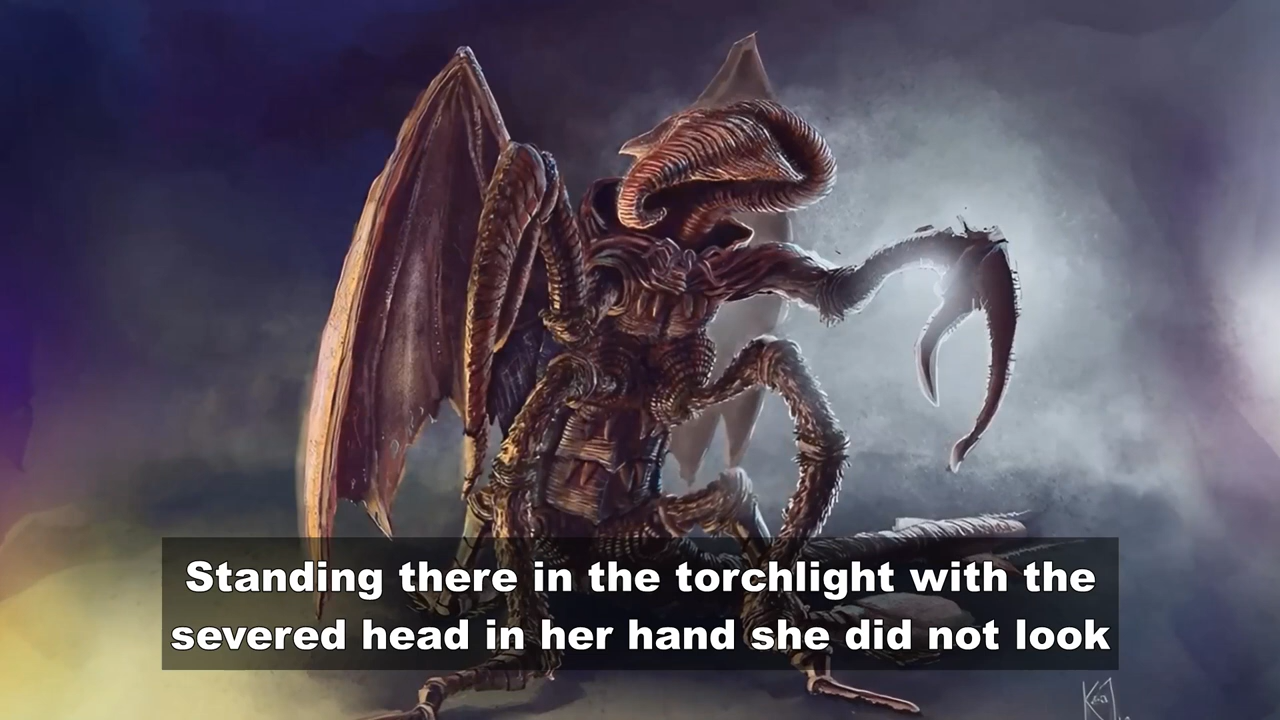 Standing there in the torchlight with the
severed head in her hand she did not look